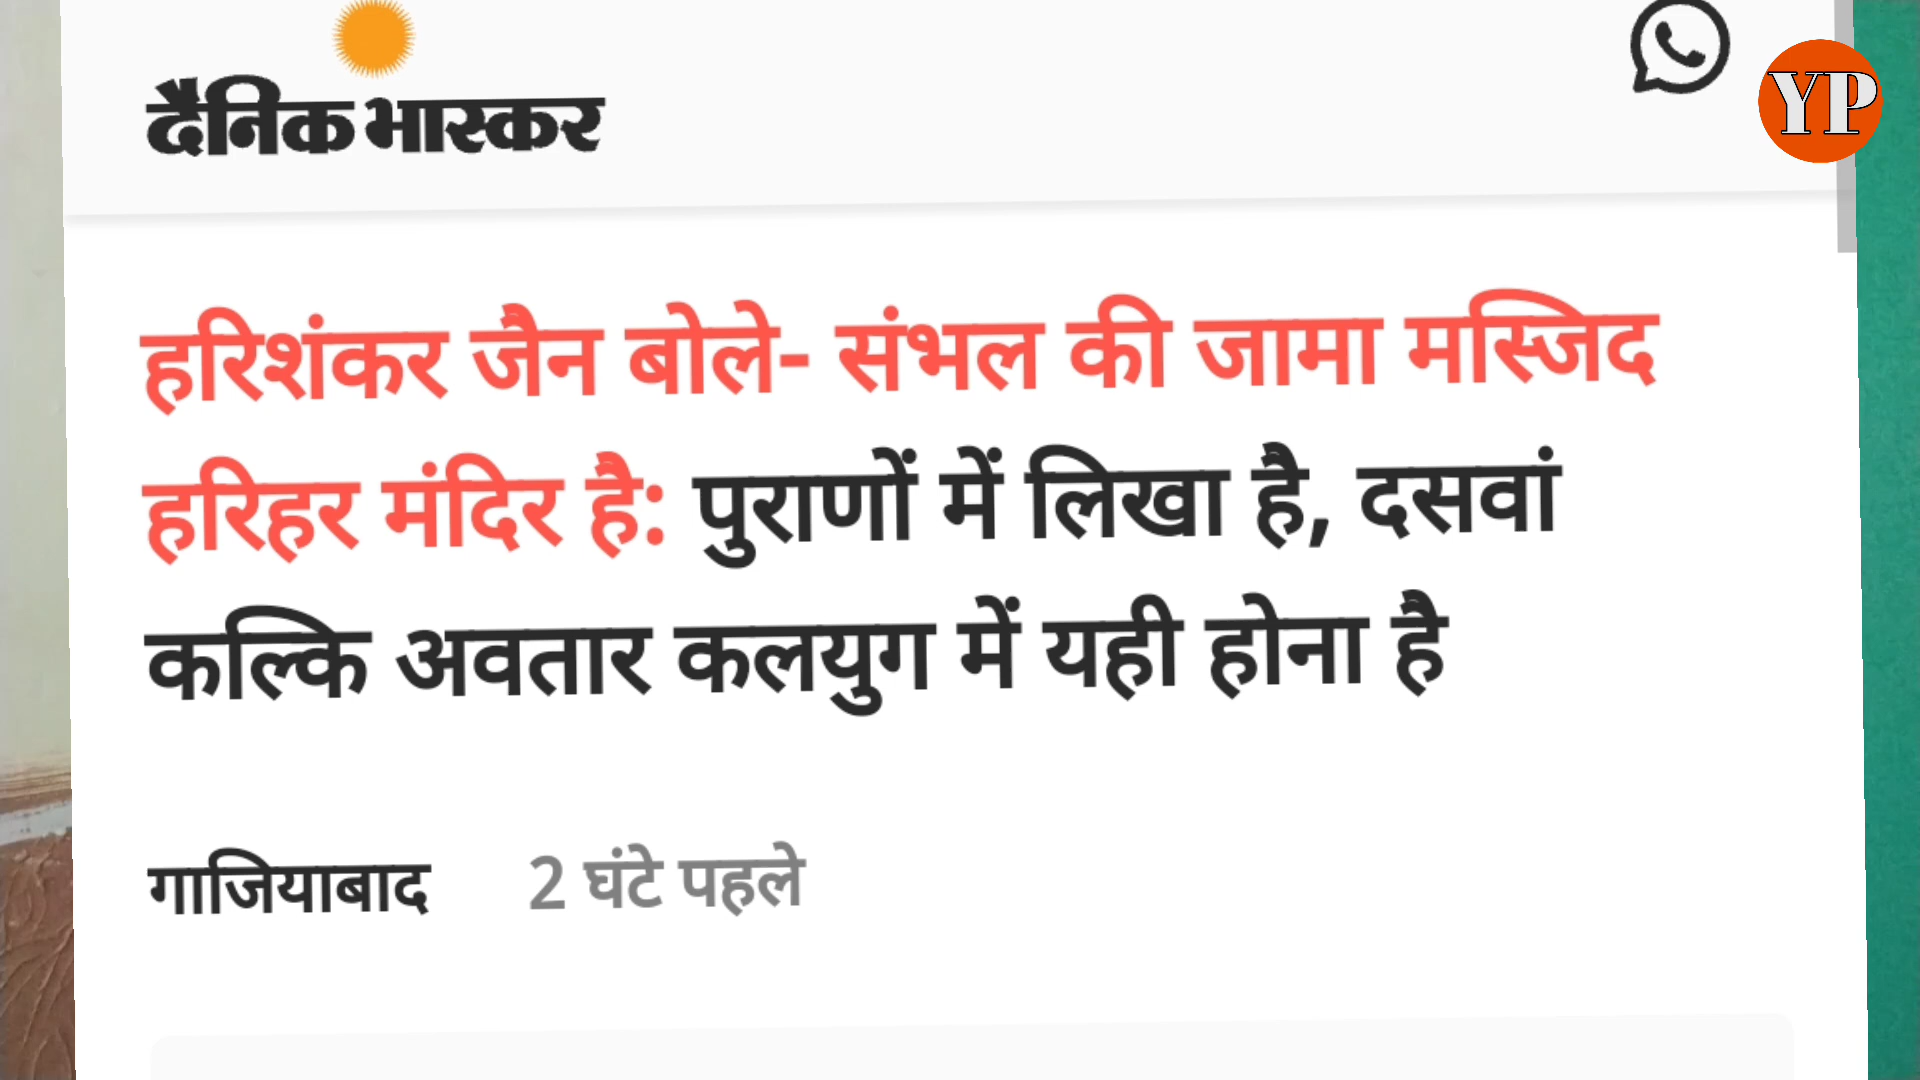 दैनिक भास्कर
YP
हरिशंकर जैन बोले- संभल की जामा मस्जिद
हरिहर मंदिर है: पुराणों में लिखा है, दसवां
कल्कि अवतार कलयुग में यही होना है
गाजियाबाद 2 घंटे पहले